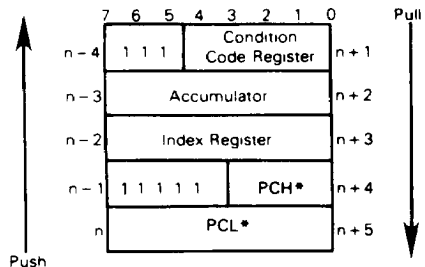 7 6 5 4 3 2 1 0
Pull
n - 4 1 1 1 Condition Code Register n + 1
n - 3 Accumulator n + 2
n - 2 Index Register n + 3
n - 1 1 1 1 1 1 PCH* n + 4
n PCL* n + 5
Push